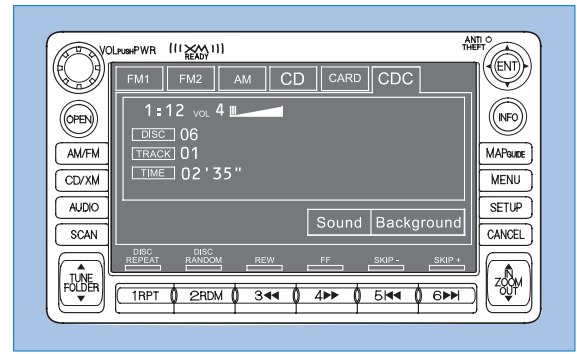 VOL PUSH PWR
XM READY
ANTI THEFT
ENT
FM1 FM2 AM CD CARD CDC
1:12 VOL 4
DISC 06
TRACK 01
TIME 02'35"
Sound Background
DISC REPEAT
DISC RANDOM
REW
FF
SKIP -
SKIP +
OPEN
AM/FM
CD/XM
AUDIO
SCAN
TUNE
FOLDER
INFO
MAP GUIDE
MENU
SETUP
CANCEL
IN
ZOOM
OUT
1RPT
2RDM
3◀◀
4▶▶
5|◀◀
6▶▶|